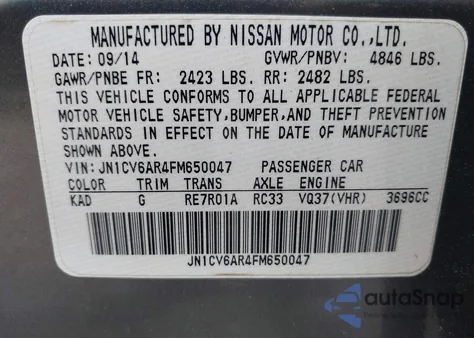 MANUFACTURED BY NISSAN MOTOR CO.,LTD.
DATE: 09/14 GVWR/PNBV: 4846 LBS.
GAWR/PNBE FR: 2423 LBS. RR: 2482 LBS.
THIS VEHICLE CONFORMS TO ALL APPLICABLE FEDERAL
MOTOR VEHICLE SAFETY,BUMPER,AND THEFT PREVENTION
STANDARDS IN EFFECT ON THE DATE OF MANUFACTURE
SHOWN ABOVE.
VIN: JN1CV6AR4FM650047 PASSENGER CAR
COLOR TRIM TRANS AXLE ENGINE
KAD G RE7R01A RC33 VQ37(VHR) 3696CC
JN1CV6AR4FM650047
autoSnap